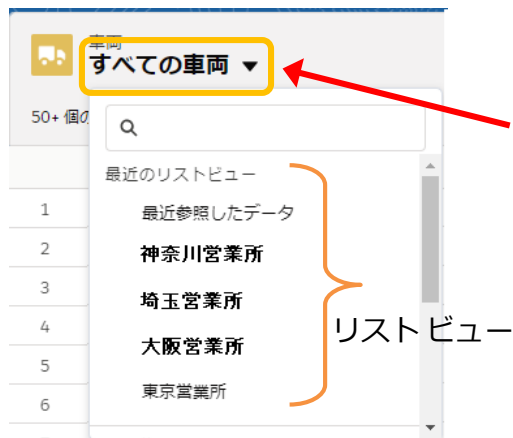 車両
すべての車両
50+ 個の
最近のリストビュー
1
最近参照したデータ
2
神奈川営業所
3
埼玉営業所
リストビュー
4
大阪営業所
5
東京営業所
6